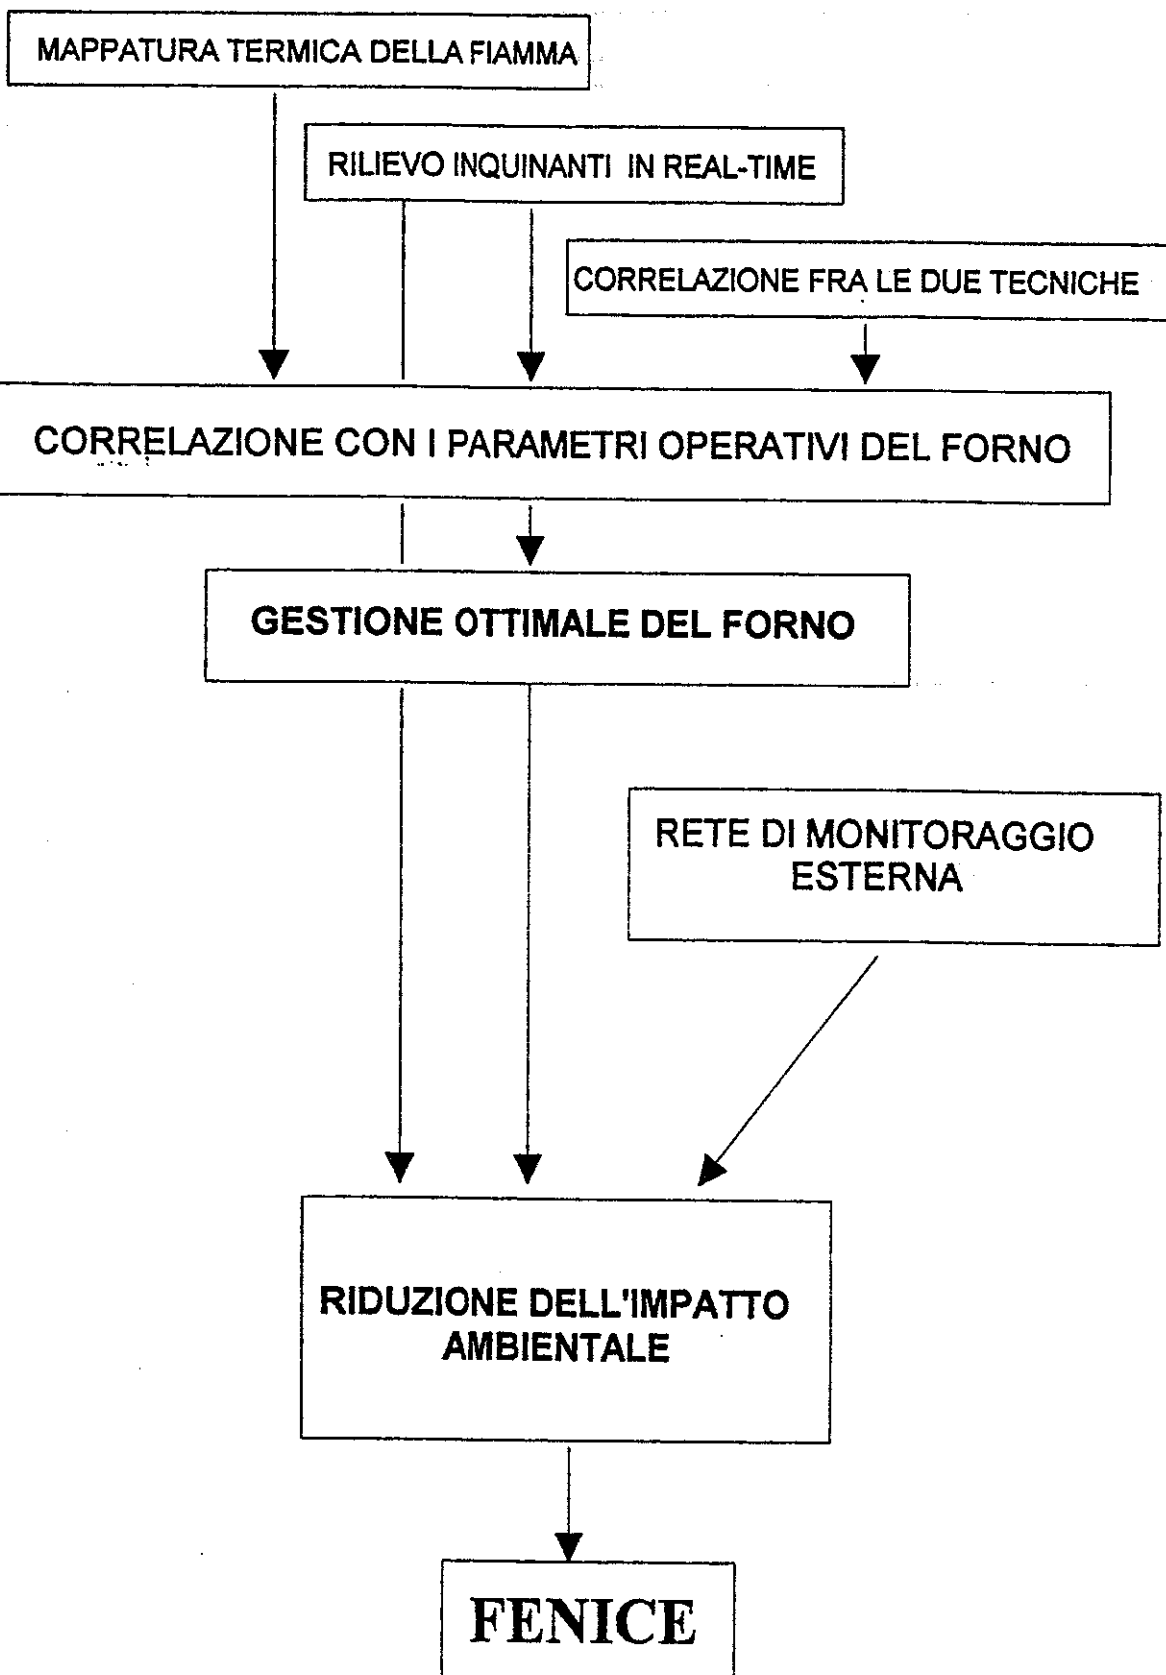 MAPPATURA TERMICA DELLA FIAMMA
RILIEVO INQUINANTI IN REAL-TIME
CORRELAZIONE FRA LE DUE TECNICHE
CORRELAZIONE CON I PARAMETRI OPERATIVI DEL FORNO
GESTIONE OTTIMALE DEL FORNO
RETE DI MONITORAGGIO
ESTERNA
RIDUZIONE DELL'IMPATTO
AMBIENTALE
FENICE